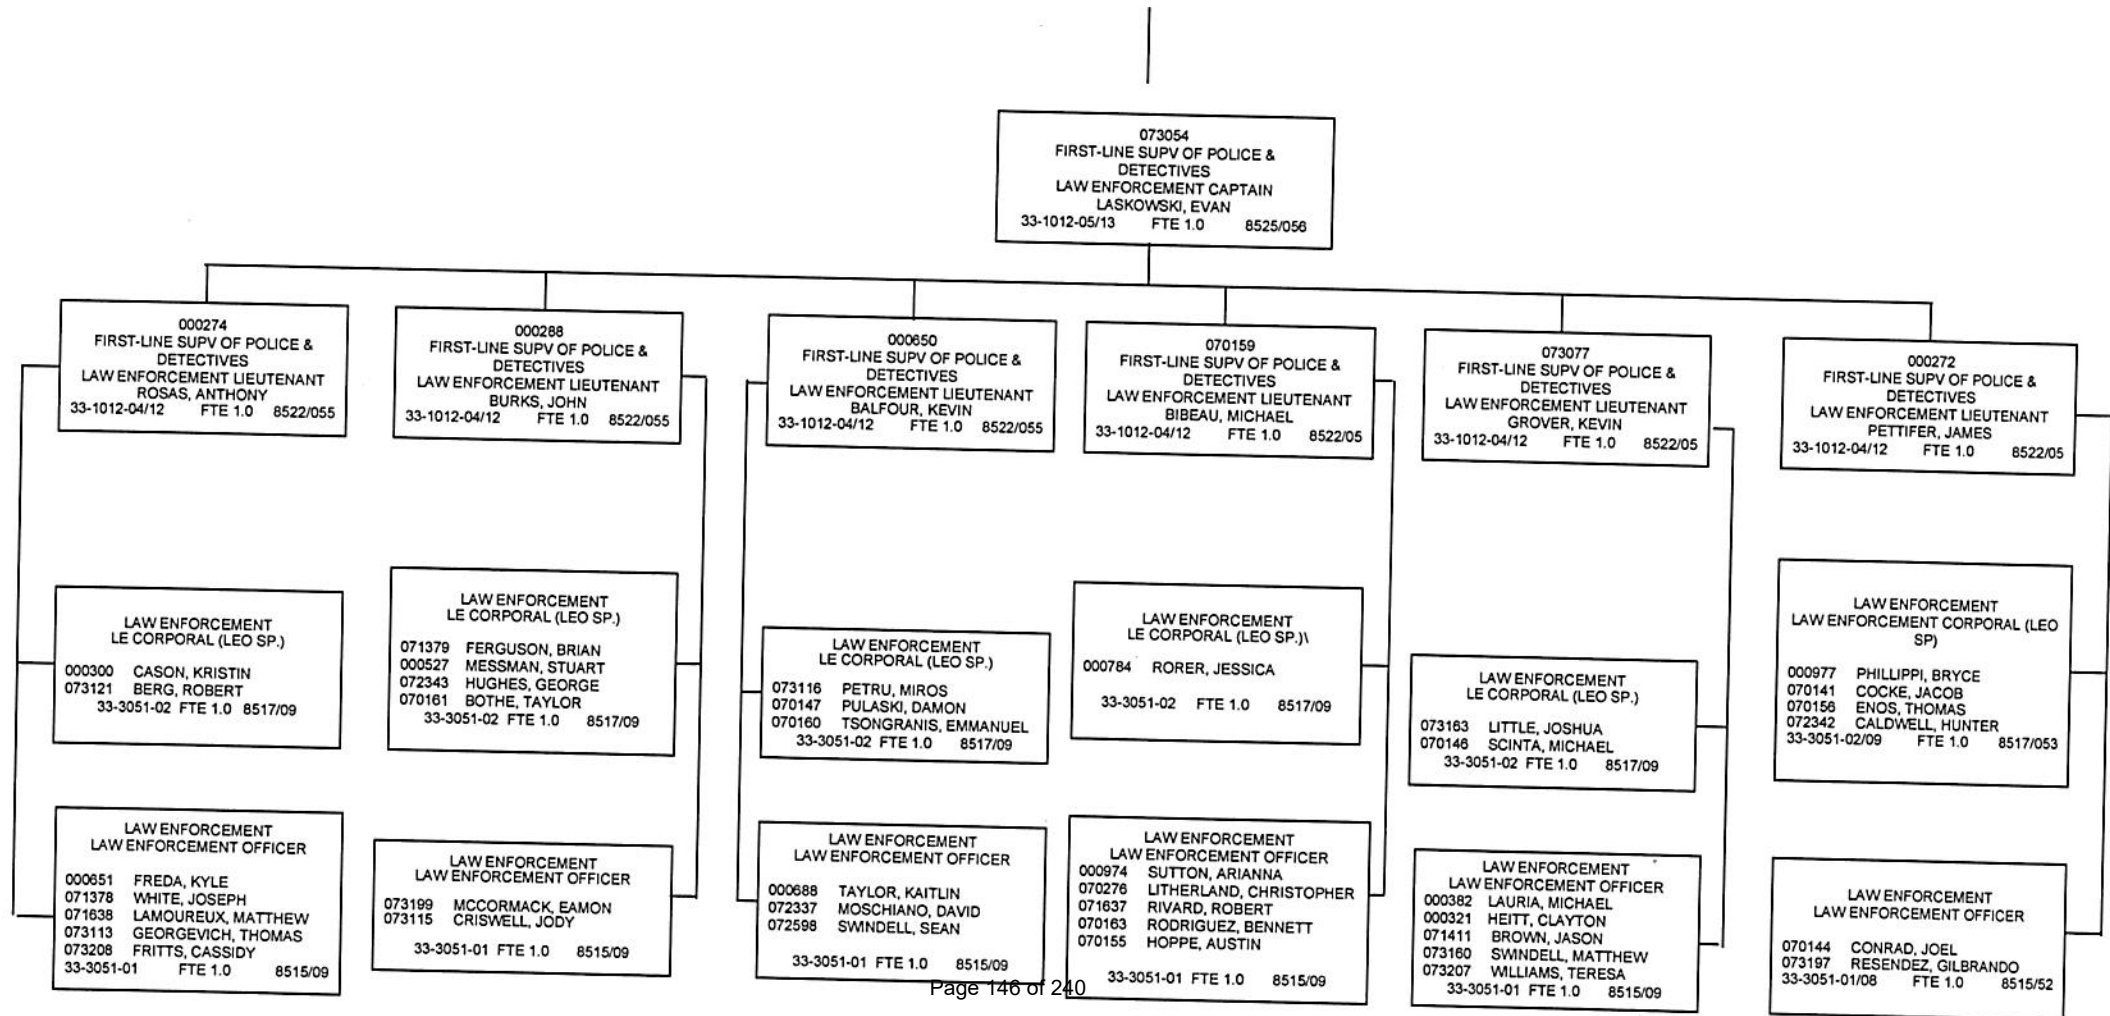 073054
FIRST-LINE SUPV OF POLICE &
DETECTIVES
LAW ENFORCEMENT CAPTAIN
LASKOWSKI, EVAN
33-1012-05/13 FTE 1.0 8525/056
000274
FIRST-LINE SUPV OF POLICE &
DETECTIVES
LAW ENFORCEMENT LIEUTENANT
ROSAS, ANTHONY
33-1012-04/12 FTE 1.0 8522/055
000288
FIRST-LINE SUPV OF POLICE &
DETECTIVES
LAW ENFORCEMENT LIEUTENANT
BURKS, JOHN
33-1012-04/12 FTE 1.0 8522/055
000650
FIRST-LINE SUPV OF POLICE &
DETECTIVES
LAW ENFORCEMENT LIEUTENANT
BALFOUR, KEVIN
33-1012-04/12 FTE 1.0 8522/055
070159
FIRST-LINE SUPV OF POLICE &
DETECTIVES
LAW ENFORCEMENT LIEUTENANT
BIBEAU, MICHAEL
33-1012-04/12 FTE 1.0 8522/05
073077
FIRST-LINE SUPV OF POLICE &
DETECTIVES
LAW ENFORCEMENT LIEUTENANT
GROVER, KEVIN
33-1012-04/12 FTE 1.0 8522/05
000272
FIRST-LINE SUPV OF POLICE &
DETECTIVES
LAW ENFORCEMENT LIEUTENANT
PETTIFER, JAMES
33-1012-04/12 FTE 1.0 8522/05
LAW ENFORCEMENT
LE CORPORAL (LEO SP.)
000300 CASON, KRISTIN
073121 BERG, ROBERT
33-3051-02 FTE 1.0 8517/09
LAW ENFORCEMENT
LE CORPORAL (LEO SP.)
071379 FERGUSON, BRIAN
000527 MESSMAN, STUART
072343 HUGHES, GEORGE
070161 BOTHE, TAYLOR
33-3051-02 FTE 1.0 8517/09
LAW ENFORCEMENT
LE CORPORAL (LEO SP.)
073116 PETRU, MIROS
070147 PULASKI, DAMON
070160 TSONGRANIS, EMMANUEL
33-3051-02 FTE 1.0 8517/09
LAW ENFORCEMENT
LE CORPORAL (LEO SP.)\
000784 RORER, JESSICA
33-3051-02 FTE 1.0 8517/09
LAW ENFORCEMENT
LE CORPORAL (LEO SP.)
073163 LITTLE, JOSHUA
070146 SCINTA, MICHAEL
33-3051-02 FTE 1.0 8517/09
LAW ENFORCEMENT
LAW ENFORCEMENT CORPORAL (LEO
SP)
000977 PHILLIPPI, BRYCE
070141 COCKE, JACOB
070156 ENOS, THOMAS
072342 CALDWELL, HUNTER
33-3051-02/09 FTE 1.0 8517/053
LAW ENFORCEMENT
LAW ENFORCEMENT OFFICER
000651 FREDA, KYLE
071378 WHITE, JOSEPH
071638 LAMOUREUX, MATTHEW
073113 GEORGEVICH, THOMAS
073208 FRITTS, CASSIDY
33-3051-01 FTE 1.0 8515/09
LAW ENFORCEMENT
LAW ENFORCEMENT OFFICER
073199 MCCORMACK, EAMON
073115 CRISWELL, JODY
33-3051-01 FTE 1.0 8515/09
LAW ENFORCEMENT
LAW ENFORCEMENT OFFICER
000688 TAYLOR, KAITLIN
072337 MOSCHIANO, DAVID
072598 SWINDELL, SEAN
33-3051-01 FTE 1.0 8515/09
LAW ENFORCEMENT
LAW ENFORCEMENT OFFICER
000974 SUTTON, ARIANNA
070276 LITHERLAND, CHRISTOPHER
071637 RIVARD, ROBERT
070163 RODRIGUEZ, BENNETT
070155 HOPPE, AUSTIN
33-3051-01 FTE 1.0 8515/09
LAW ENFORCEMENT
LAW ENFORCEMENT OFFICER
000382 LAURIA, MICHAEL
000321 HEITT, CLAYTON
071411 BROWN, JASON
073160 SWINDELL, MATTHEW
073207 WILLIAMS, TERESA
33-3051-01 FTE 1.0 8515/09
LAW ENFORCEMENT
LAW ENFORCEMENT OFFICER
070144 CONRAD, JOEL
073197 RESENDEZ, GILBRANDO
33-3051-01/08 FTE 1.0 8515/52
Page 146 of 240